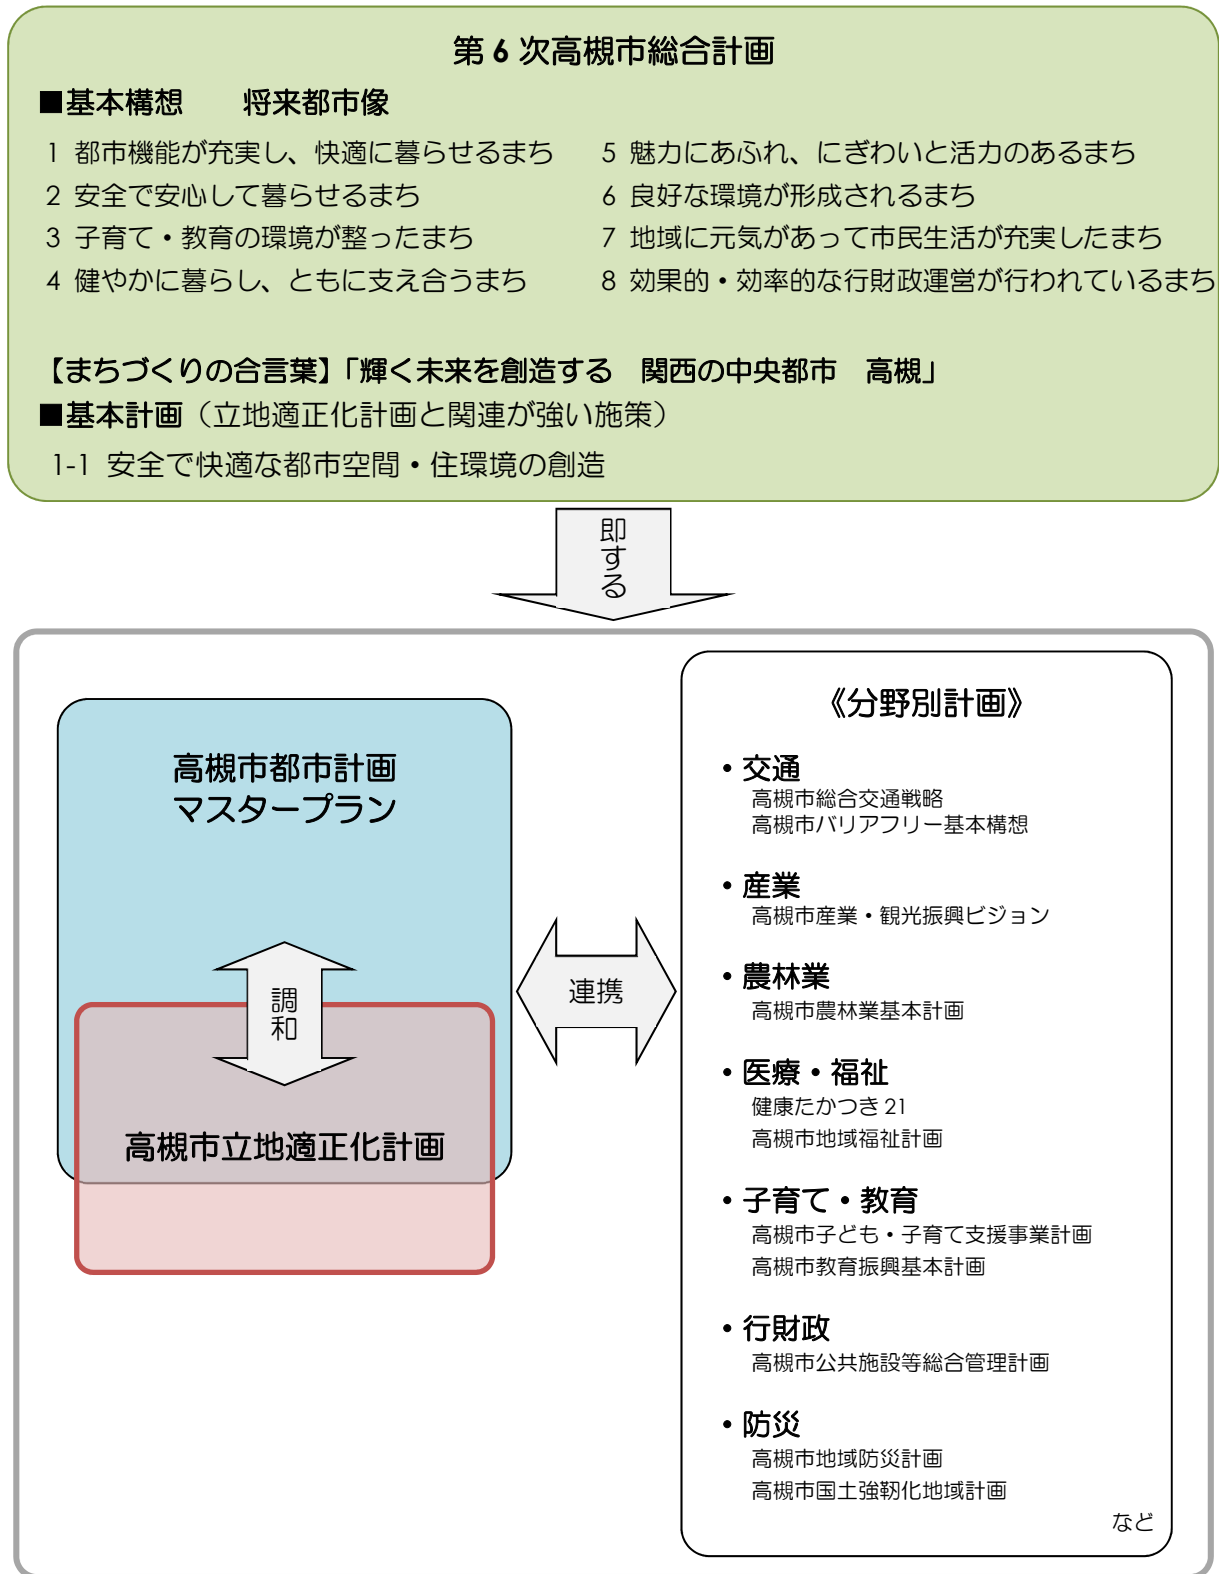 第6次高槻市総合計画
■基本構想　将来都市像
1 都市機能が充実し、快適に暮らせるまち
2 安全で安心して暮らせるまち
3 子育て・教育の環境が整ったまち
4 健やかに暮らし、ともに支え合うまち
5 魅力にあふれ、にぎわいと活力のあるまち
6 良好な環境が形成されるまち
7 地域に元気があって市民生活が充実したまち
8 効果的・効率的な行財政運営が行われているまち
【まちづくりの合言葉】「輝く未来を創造する　関西の中央都市　高槻」
■基本計画（立地適正化計画と関連が強い施策）
1-1 安全で快適な都市空間・住環境の創造
即する
高槻市都市計画
マスタープラン
調和
高槻市立地適正化計画
連携
《分野別計画》
・交通
高槻市総合交通戦略
高槻市バリアフリー基本構想
・産業
高槻市産業・観光振興ビジョン
・農林業
高槻市農林業基本計画
・医療・福祉
健康たかつき21
高槻市地域福祉計画
・子育て・教育
高槻市子ども・子育て支援事業計画
高槻市教育振興基本計画
・行財政
高槻市公共施設等総合管理計画
・防災
高槻市地域防災計画
高槻市国土強靭化地域計画
など